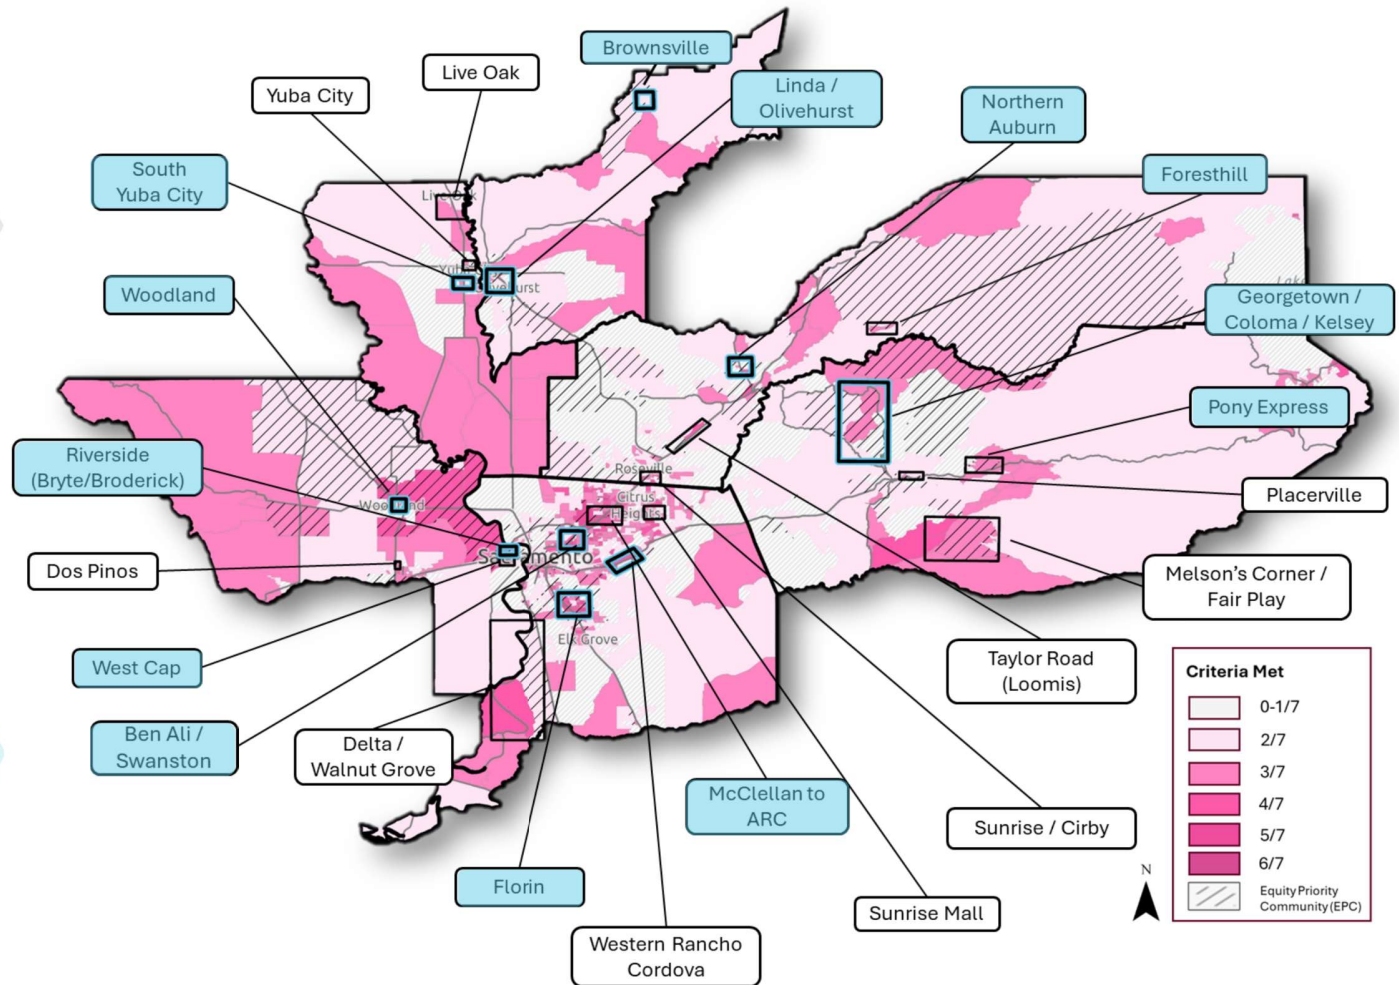 Brownsville
Live Oak
Linda /
Olivehurst
Yuba City
Northern
Auburn
South
Yuba City
Foresthill
Live Oak
Woodland
Georgetown /
Coloma / Kelsey
Lake
Pony Express
Riverside
(Bryte/Broderick)
Roseville
Citrus
Heights
Placerville
Woodland
Sacramento
Dos Pinos
Melson's Corner /
Fair Play
Elk Grove
West Cap
Taylor Road
(Loomis)
Ben Ali /
Swanston
Delta /
Walnut Grove
McClellan to
ARC
Sunrise / Cirby
Florin
Sunrise Mall
Western Rancho
Cordova
N
Criteria Met
0-1/7
2/7
3/7
4/7
5/7
6/7
Equity Priority
Community (EPC)